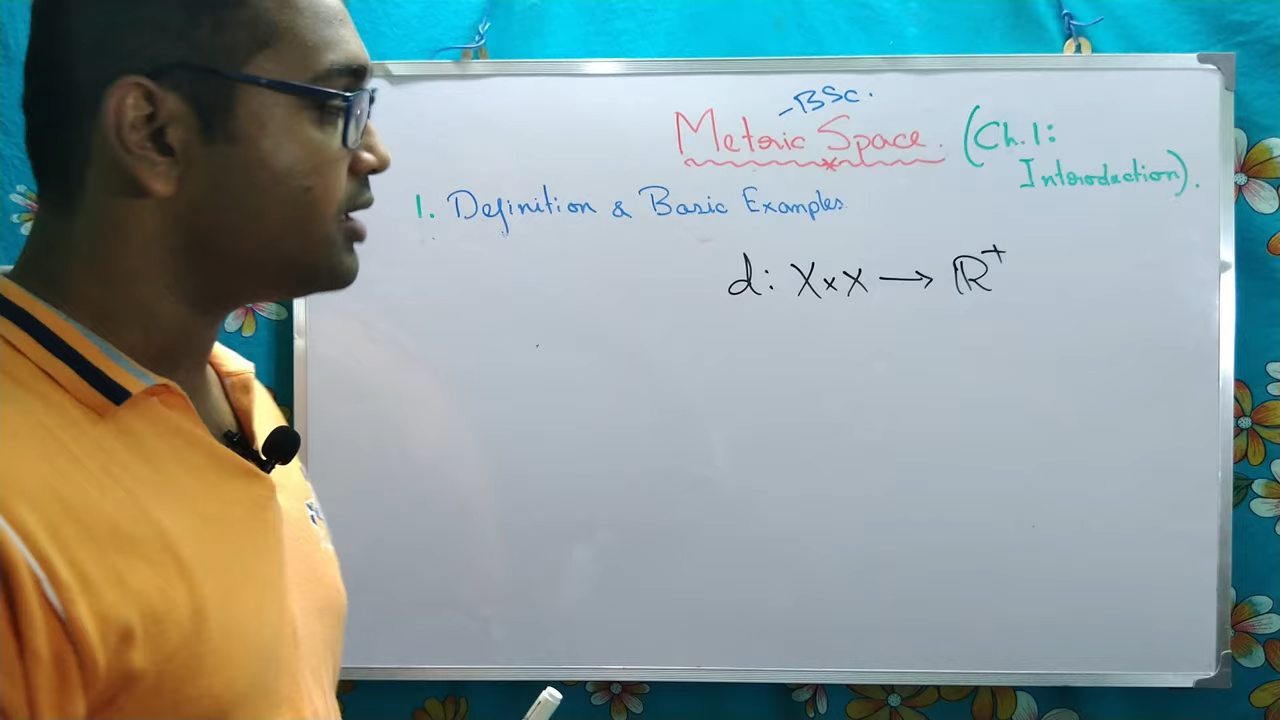 -BSc.
Metric Space. (Ch. 1:
Introduction).
1. Definition & Basic Examples.
d: X×X → ℝ⁺